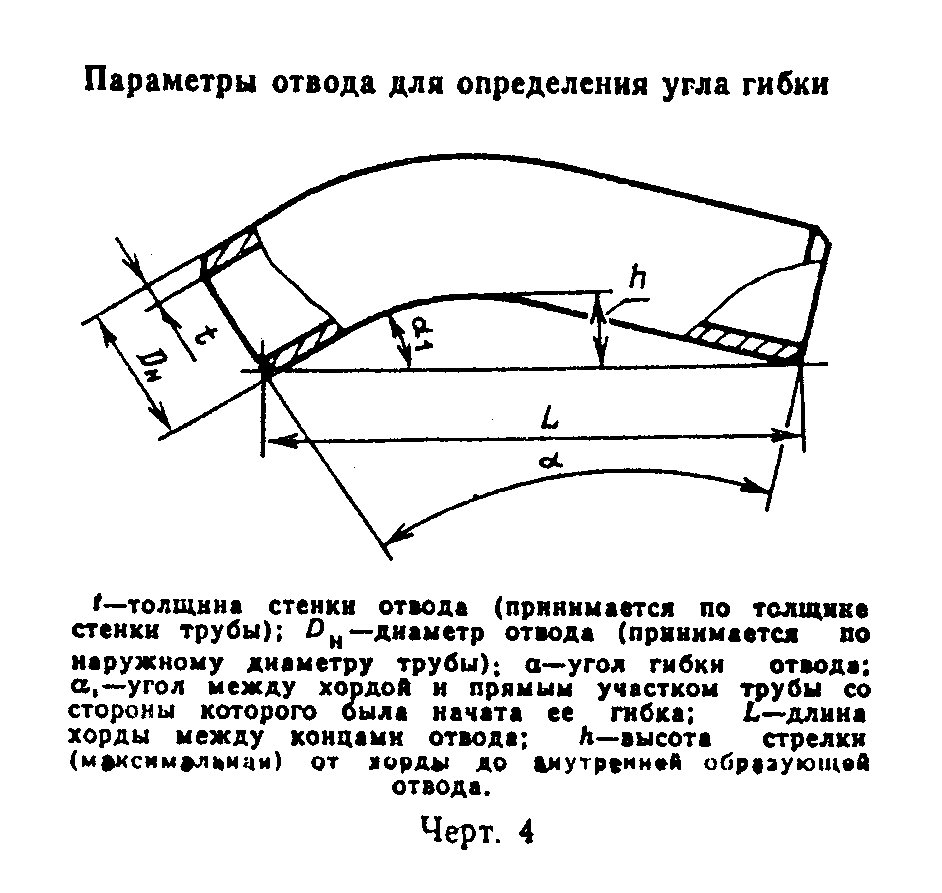 Параметры отвода для определения угла гибки
h
α1
t
Dн
L
α
t—толщина стенки отвода (принимается по толщине
стенки трубы); Dн—диаметр отвода (принимается по
наружному диаметру трубы); α—угол гибки отвода;
α₁—угол между хордой и прямым участком трубы со
стороны которого была начата ее гибка; L—длина
хорды между концами отвода; h—высота стрелки
(максимальная) от хорды до внутренней образующей
отвода.
Черт. 4